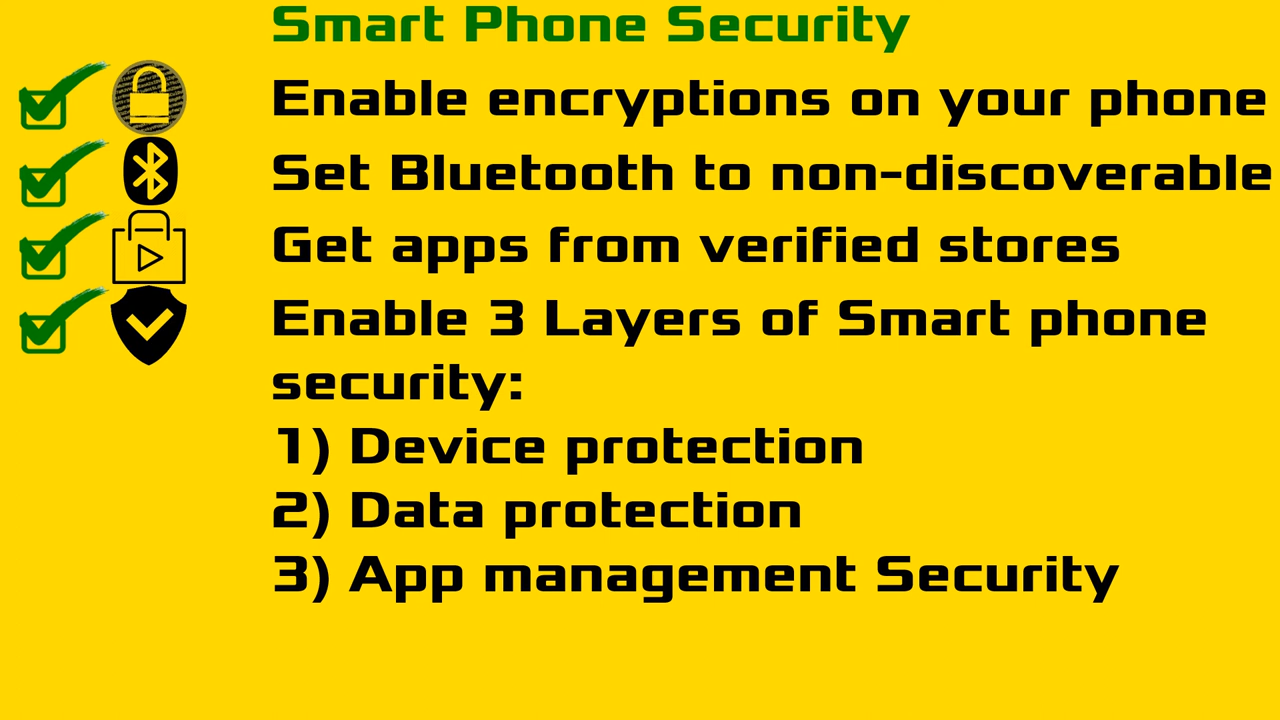 Smart Phone Security
Enable encryptions on your phone
Set Bluetooth to non-discoverable
Get apps from verified stores
Enable 3 Layers of Smart phone
security:
1) Device protection
2) Data protection
3) App management Security